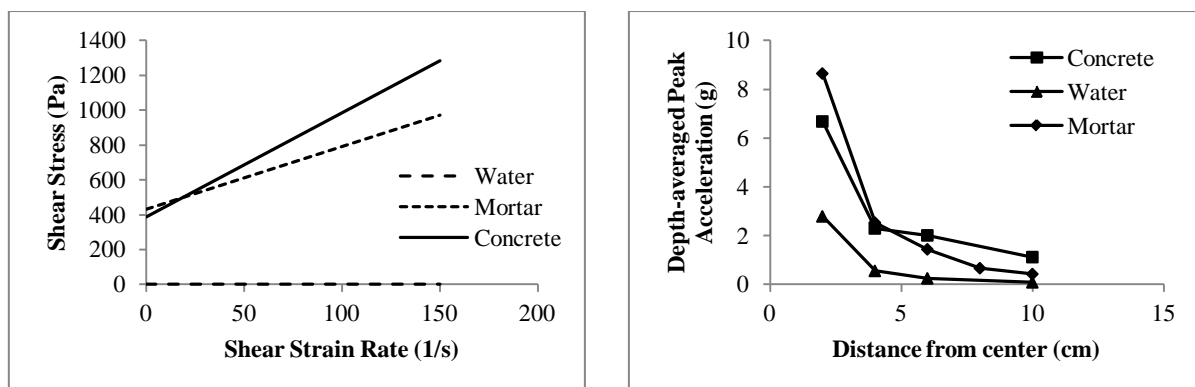 1400
1200
1000
800
600
400
200
0
Shear Stress (Pa)
0 50 100 150 200
Shear Strain Rate (1/s)
Water
Mortar
Concrete
10
8
6
4
2
0
Depth-averaged Peak
Acceleration (g)
0 5 10 15
Distance from center (cm)
Concrete
Water
Mortar